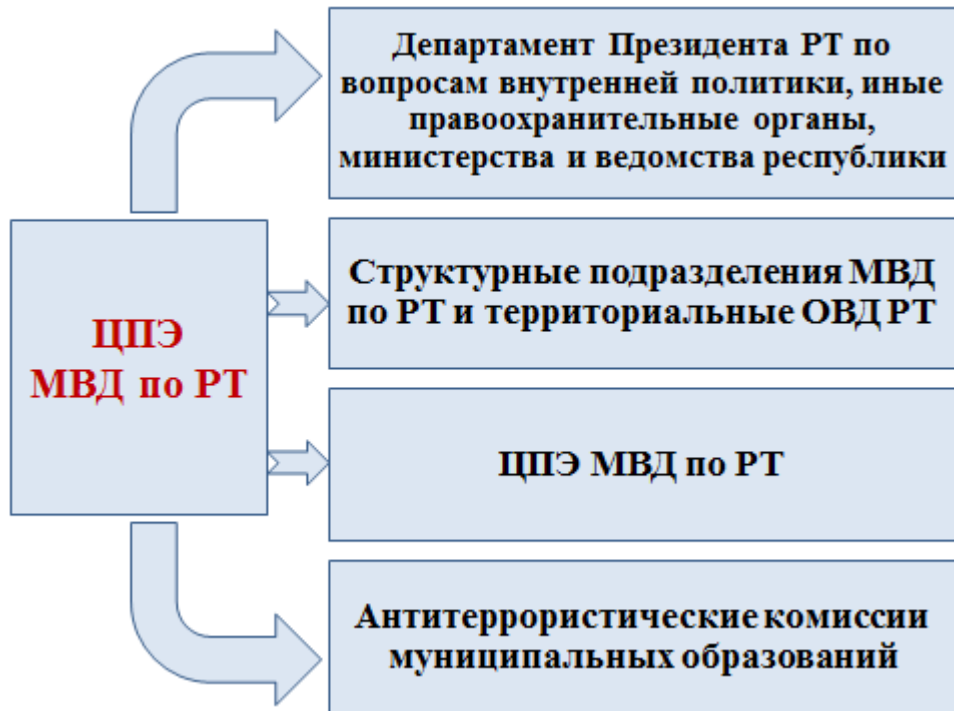 Департамент Президента РТ по
вопросам внутренней политики, иные
правоохранительные органы,
министерства и ведомства республики
ЦПЭ
МВД по РТ
Структурные подразделения МВД
по РТ и территориальные ОВД РТ
ЦПЭ МВД по РТ
Антитеррористические комиссии
муниципальных образований